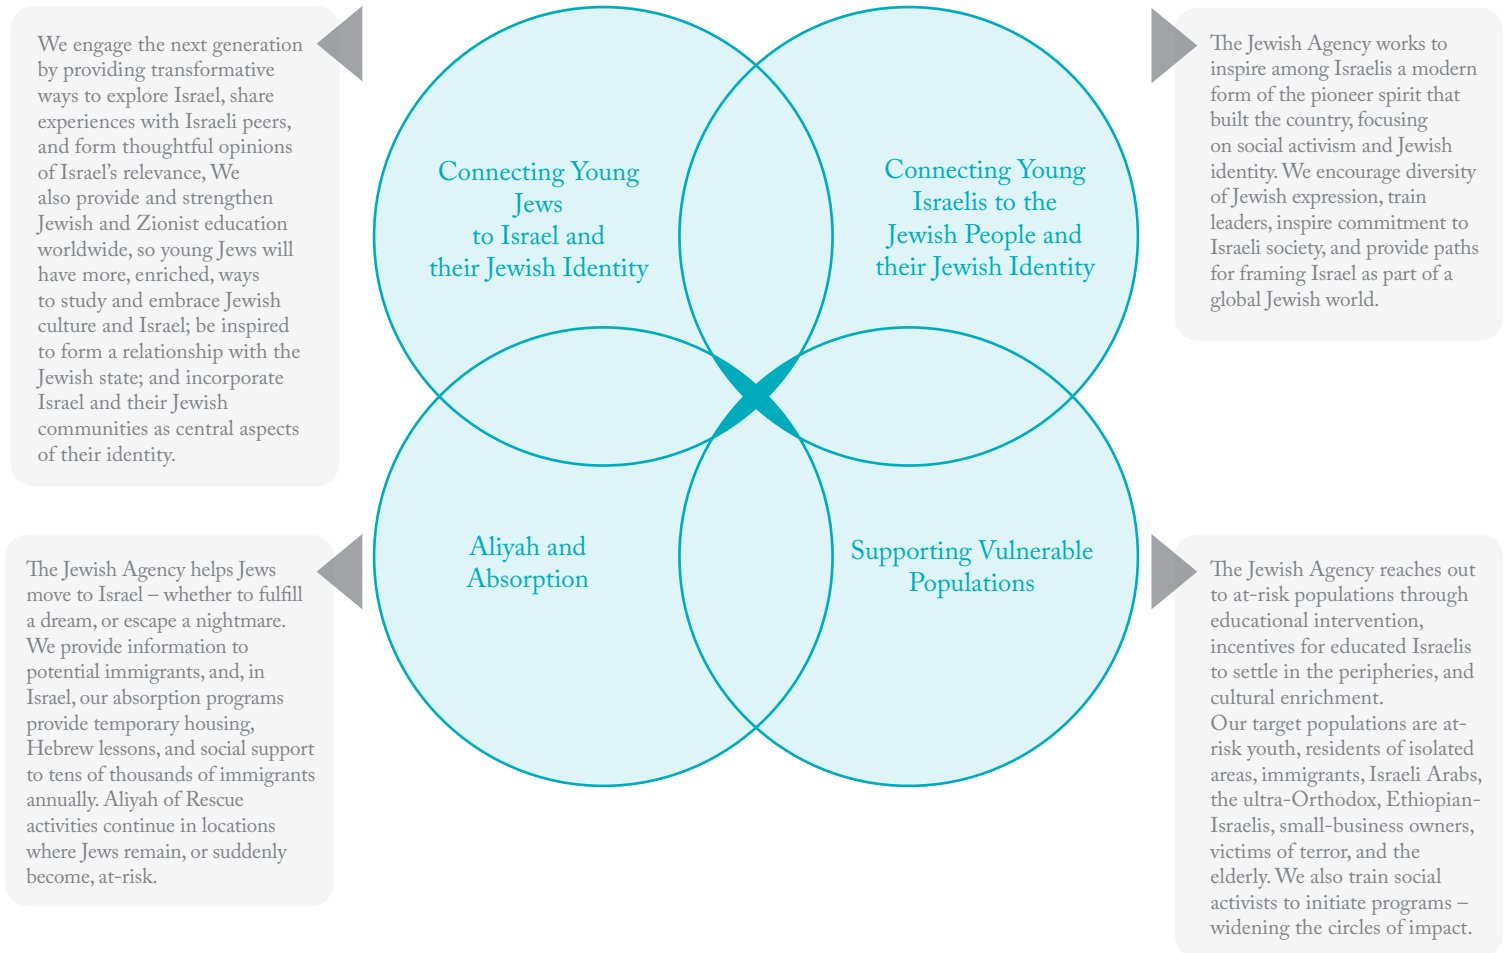 We engage the next generation
by providing transformative
ways to explore Israel, share
experiences with Israeli peers,
and form thoughtful opinions
of Israel’s relevance, We
also provide and strengthen
Jewish and Zionist education
worldwide, so young Jews will
have more, enriched, ways
to study and embrace Jewish
culture and Israel; be inspired
to form a relationship with the
Jewish state; and incorporate
Israel and their Jewish
communities as central aspects
of their identity.
Connecting Young
Jews
to Israel and
their Jewish Identity
Connecting Young
Israelis to the
Jewish People and
their Jewish Identity
The Jewish Agency works to
inspire among Israelis a modern
form of the pioneer spirit that
built the country, focusing
on social activism and Jewish
identity. We encourage diversity
of Jewish expression, train
leaders, inspire commitment to
Israeli society, and provide paths
for framing Israel as part of a
global Jewish world.
The Jewish Agency helps Jews
move to Israel – whether to fulfill
a dream, or escape a nightmare.
We provide information to
potential immigrants, and, in
Israel, our absorption programs
provide temporary housing,
Hebrew lessons, and social support
to tens of thousands of immigrants
annually. Aliyah of Rescue
activities continue in locations
where Jews remain, or suddenly
become, at-risk.
Aliyah and
Absorption
Supporting Vulnerable
Populations
The Jewish Agency reaches out
to at-risk populations through
educational intervention,
incentives for educated Israelis
to settle in the peripheries, and
cultural enrichment.
Our target populations are at-
risk youth, residents of isolated
areas, immigrants, Israeli Arabs,
the ultra-Orthodox, Ethiopian-
Israelis, small-business owners,
victims of terror, and the
elderly. We also train social
activists to initiate programs –
widening the circles of impact.